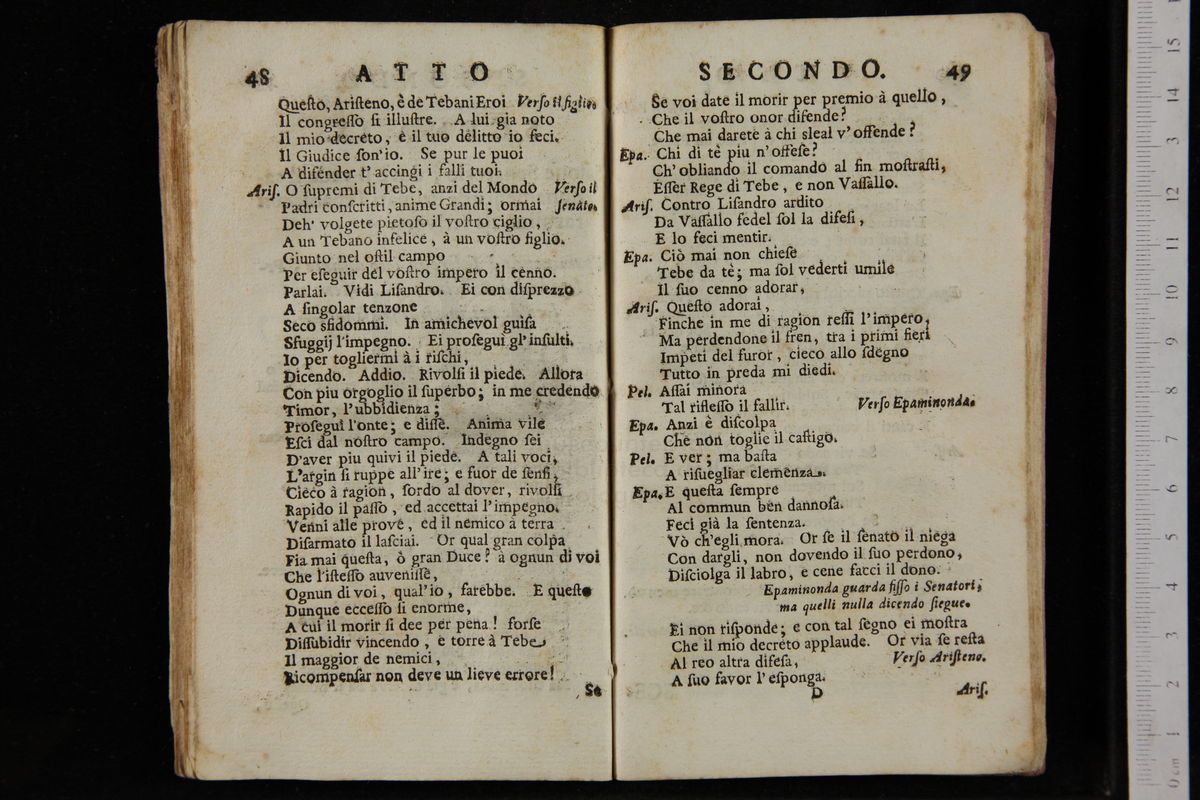 48 ATTO
Queſto, Ariſteno, è de Tebani Eroi Verſo il figlio.
Il congreſſo ſi illuſtre. A lui gia noto
Il mio decreto, e il tuo delitto io feci.
Il Giudice ſon'io. Se pur le puoi
A difender t' accingi i falli tuoi.
Ariſ. O ſupremi di Tebe, anzi del Mondo Verſo il
Padri conſcritti, anime Grandi; ormai ſenato.
Deh' volgete pietoſo il voſtro ciglio,
A un Tebano infelice, à un voſtro figlio.
Giunto nel oſtil campo
Per eſeguir del voſtro impero il cenno.
Parlai. Vidi Liſandro. Ei con diſprezzo
A ſingolar tenzone
Seco sfidommi. In amichevol guiſa
Sfuggij l'impegno. Ei proſegui gl' inſulti.
Io per togliermi à i riſchi,
Dicendo. Addio. Rivolſi il piede. Allora
Con piu orgoglio il ſuperbo; in me credendo
Timor, l'ubbidienza;
Proſeguì l'onte; e diſſe. Anima vile
Eſci dal noſtro campo. Indegno ſei
D'aver piu quivi il piede. A tali voci,
L'argin ſi ruppe all' ire; e fuor de ſenſi,
Cieco à ragion, ſordo al dover, rivolſi
Rapido il paſſo, ed accettai l'impegno.
Venni alle prove, ed il nemico à terra
Diſarmato il laſciai. Or qual gran colpa
Fia mai queſta, ò gran Duce? à ognun di voi
Che l'iſteſſo auveniſſe,
Ognun di voi, qual'io, farebbe. E queſto
Dunque ecceſſo ſi enorme,
A cui il morir ſi dee per pena! forſe
Diſſubidir vincendo, e torre à Tebe
Il maggior de nemici,
Ricompenſar non deve un lieve errore!
Se
SECONDO. 49
Se voi date il morir per premio à quello,
Che il voſtro onor difende?
Che mai darete à chi sleal v' offende?
Epa. Chi di tè piu n' offeſe?
Ch' obliando il comando al fin moſtraſti,
Eſſer Rege di Tebe, e non Vaſſallo.
Ariſ. Contro Liſandro ardito
Da Vaſſallo fedel ſol la difeſi,
E lo feci mentir.
Epa. Ciò mai non chieſe
Tebe da tè; ma ſol vederti umile
Il ſuo cenno adorar,
Ariſ. Queſto adorai,
Finche in me di ragion reſſi l'impero,
Ma perdendone il fren, tra i primi fieri
Impeti del furor, cieco allo ſdegno
Tutto in preda mi diedi.
Pel. Aſſai minora
Tal rifleſſo il fallir. Verſo Epaminonda.
Epa. Anzi è diſcolpa
Che non toglie il caſtigo.
Pel. E ver; ma baſta
A riſuegliar clemenza.
Epa. E queſta ſempre
Al commun ben dannoſa.
Feci già la ſentenza.
Vò ch'egli mora. Or ſe il ſenato il niega
Con dargli, non dovendo il ſuo perdono,
Diſciolga il labro, e cene facci il dono.
Epaminonda guarda fiſſo i Senatori,
ma quelli nulla dicendo ſiegue.
Ei non riſponde; e con tal ſegno ei moſtra
Che il mio decreto applaude. Or via ſe reſta
Al reo altra difeſa, Verſo Ariſteno.
A ſuo favor l' eſponga.
D Ariſ.